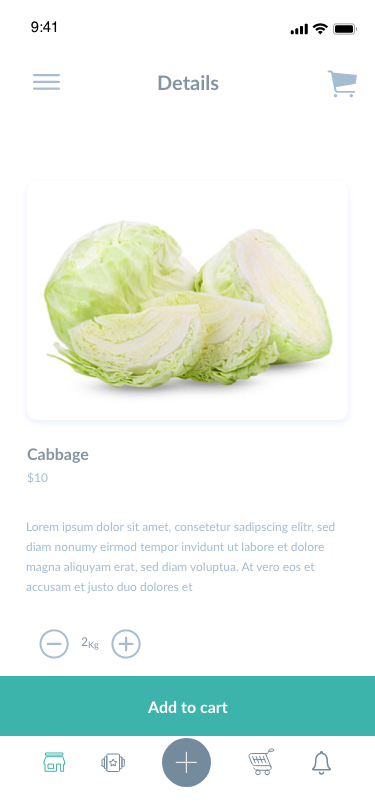 9:41
Details
Cabbage
$10
Lorem ipsum dolor sit amet, consetetur sadipscing elitr, sed
diam nonumy eirmod tempor invidunt ut labore et dolore
magna aliquyam erat, sed diam voluptua. At vero eos et
accusam et justo duo dolores et
2Kg
Add to cart